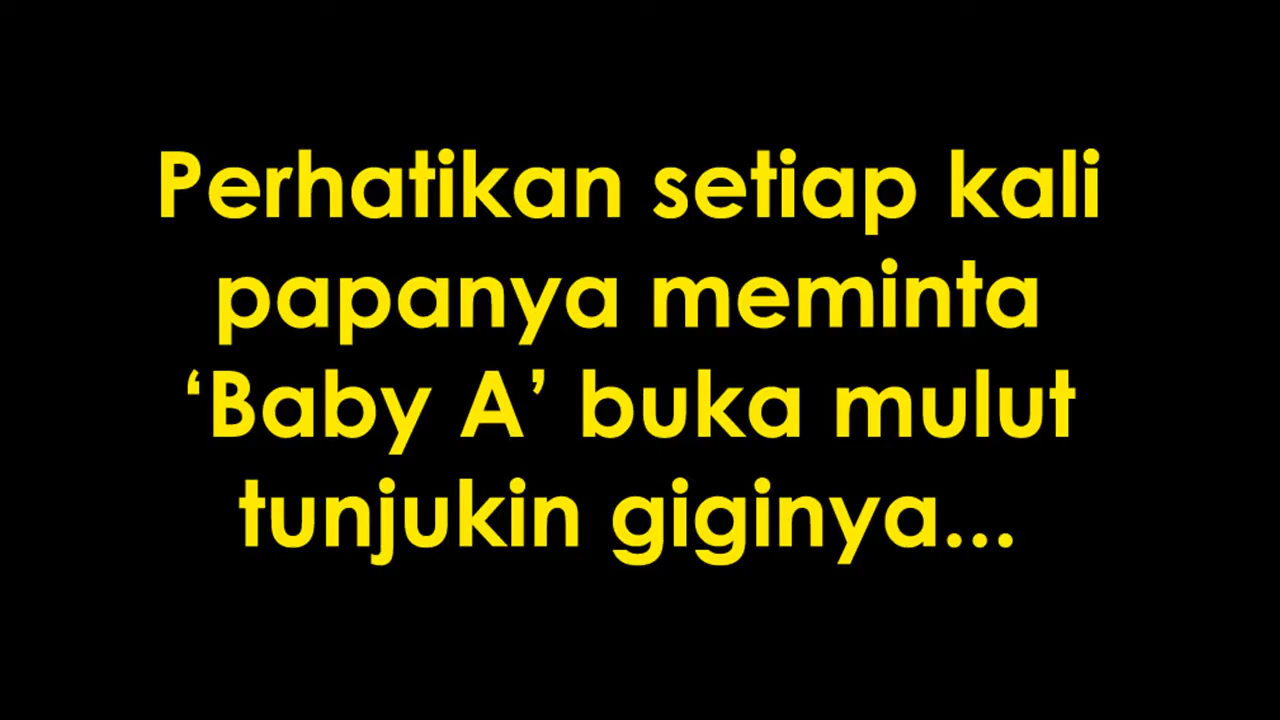 Perhatikan setiap kali
papanya meminta
‘Baby A’ buka mulut
tunjukin giginya...